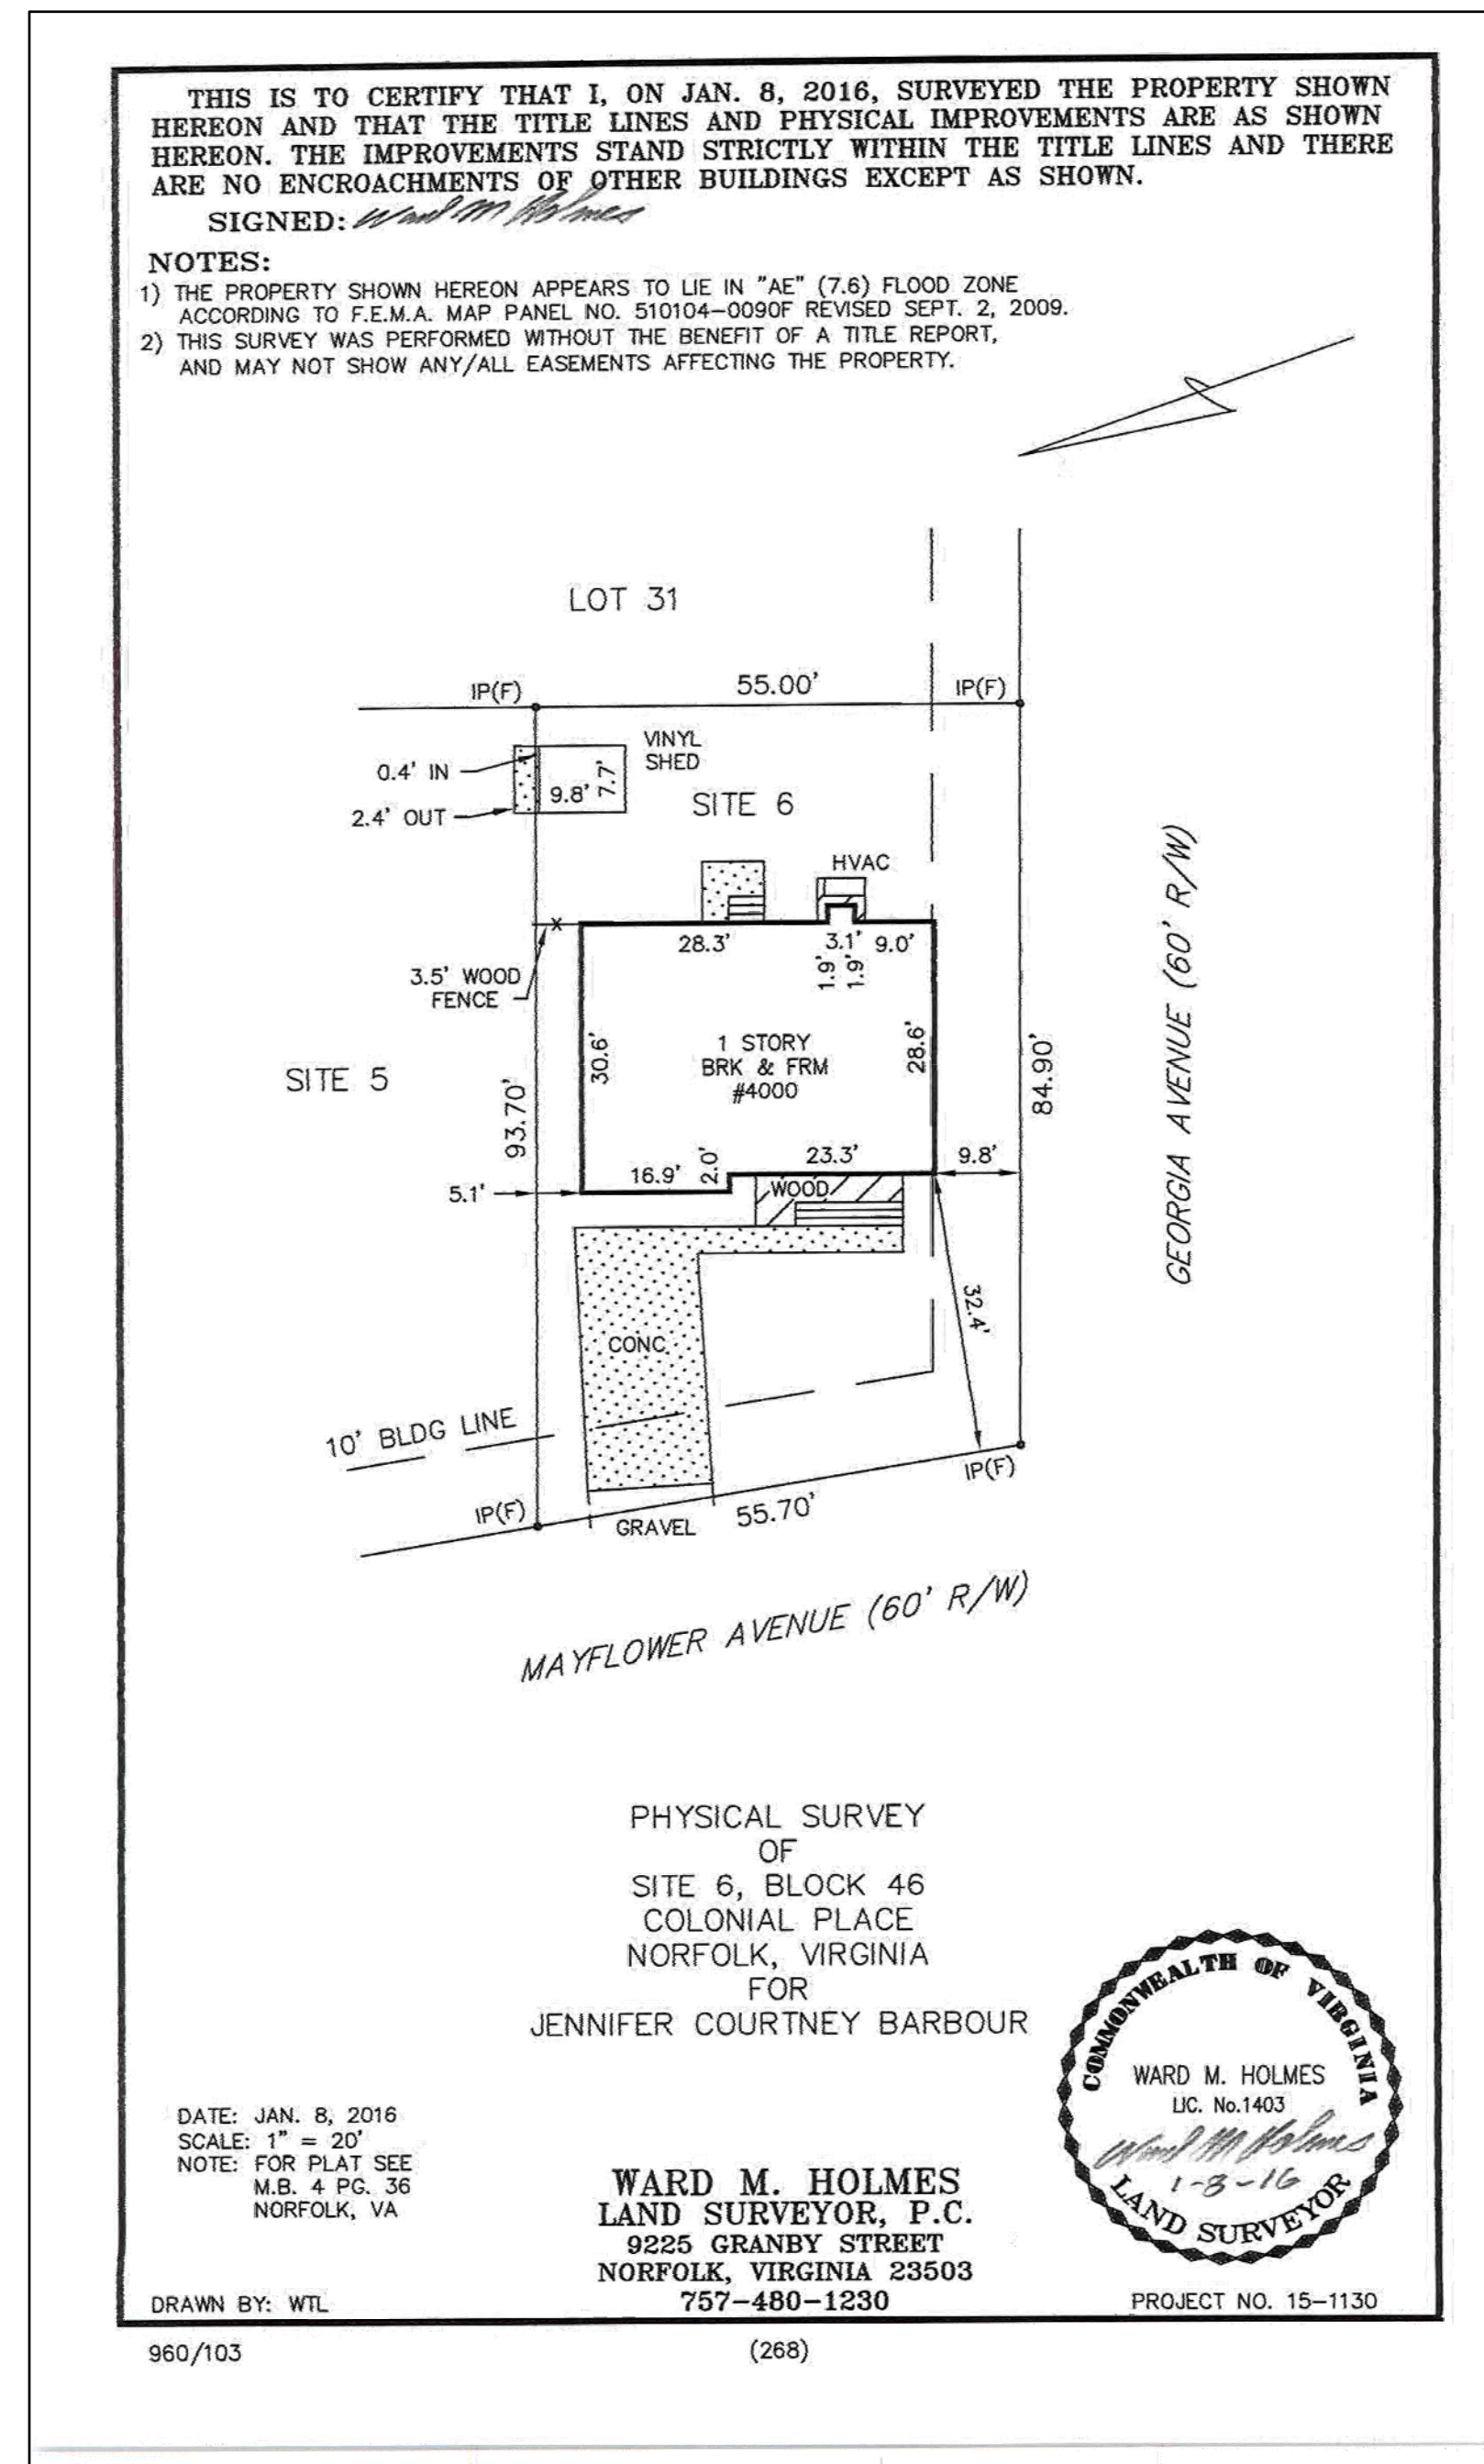 THIS IS TO CERTIFY THAT I, ON JAN. 8, 2016, SURVEYED THE PROPERTY SHOWN
HEREON AND THAT THE TITLE LINES AND PHYSICAL IMPROVEMENTS ARE AS SHOWN
HEREON. THE IMPROVEMENTS STAND STRICTLY WITHIN THE TITLE LINES AND THERE
ARE NO ENCROACHMENTS OF OTHER BUILDINGS EXCEPT AS SHOWN.
SIGNED: Ward M Holmes
NOTES:
1) THE PROPERTY SHOWN HEREON APPEARS TO LIE IN "AE" (7.6) FLOOD ZONE
ACCORDING TO F.E.M.A. MAP PANEL NO. 510104-0090F REVISED SEPT. 2, 2009.
2) THIS SURVEY WAS PERFORMED WITHOUT THE BENEFIT OF A TITLE REPORT,
AND MAY NOT SHOW ANY/ALL EASEMENTS AFFECTING THE PROPERTY.
LOT 31
IP(F)
55.00'
IP(F)
VINYL
SHED
0.4' IN
9.8'
7.7'
2.4' OUT
SITE 6
HVAC
28.3'
3.1'
9.0'
1.9'
1.9'
3.5' WOOD
FENCE
1 STORY
BRK & FRM
#4000
30.6'
28.6'
SITE 5
93.70'
84.90'
GEORGIA AVENUE (60' R/W)
16.9'
2.0'
23.3'
9.8'
5.1'
WOOD
32.4'
CONC
10' BLDG LINE
IP(F)
IP(F)
GRAVEL
55.70'
MAYFLOWER AVENUE (60' R/W)
PHYSICAL SURVEY
OF
SITE 6, BLOCK 46
COLONIAL PLACE
NORFOLK, VIRGINIA
FOR
JENNIFER COURTNEY BARBOUR
COMMONWEALTH OF VIRGINIA
WARD M. HOLMES
LIC. No.1403
Ward M Holmes
1-8-16
LAND SURVEYOR
DATE: JAN. 8, 2016
SCALE: 1" = 20'
NOTE: FOR PLAT SEE
M.B. 4 PG. 36
NORFOLK, VA
WARD M. HOLMES
LAND SURVEYOR, P.C.
9225 GRANBY STREET
NORFOLK, VIRGINIA 23503
757-480-1230
DRAWN BY: WTL
PROJECT NO. 15-1130
960/103
(268)